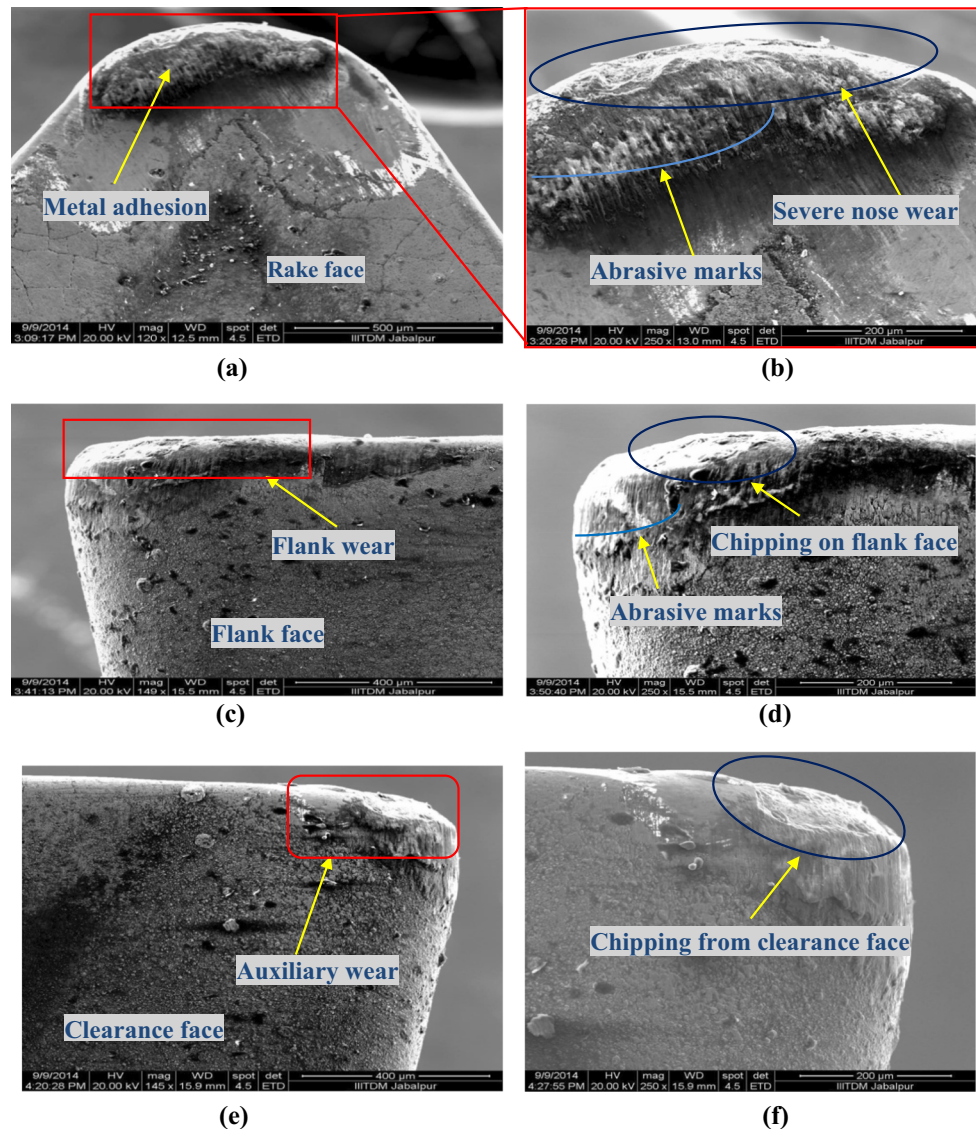 Metal adhesion
Rake face
9/9/2014 HV mag WD spot det 500 µm
3:09:17 PM 20.00 kV 120 x 12.5 mm 4.5 ETD IIITDM Jabalpur
(a)
Severe nose wear
Abrasive marks
9/9/2014 HV mag WD spot det 200 µm
3:20:26 PM 20.00 kV 250 x 13.0 mm 4.5 ETD IIITDM Jabalpur
(b)
Flank wear
Flank face
9/9/2014 HV mag WD spot det 400 µm
3:41:13 PM 20.00 kV 149 x 15.5 mm 4.5 ETD IIITDM Jabalpur
(c)
Chipping on flank face
Abrasive marks
9/9/2014 HV mag WD spot det 200 µm
3:50:40 PM 20.00 kV 250 x 15.5 mm 4.5 ETD IIITDM Jabalpur
(d)
Auxiliary wear
Clearance face
9/9/2014 HV mag WD spot det 400 µm
4:20:28 PM 20.00 kV 145 x 15.9 mm 4.5 ETD IIITDM Jabalpur
(e)
Chipping from clearance face
9/9/2014 HV mag WD spot det 200 µm
4:27:55 PM 20.00 kV 250 x 15.9 mm 4.5 ETD IIITDM Jabalpur
(f)